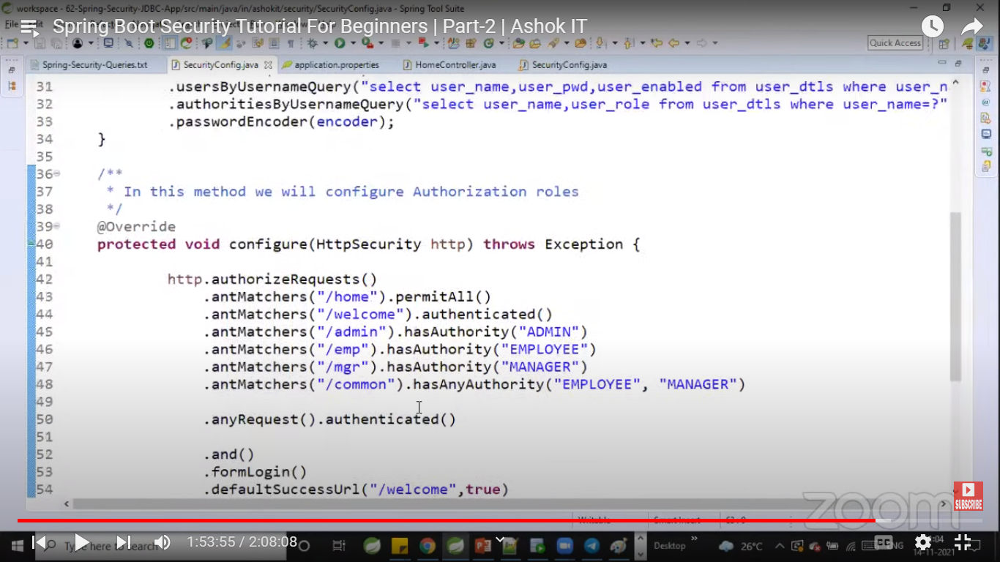 workspace - 62-Spring-Security-JDBC-App/src/main/java/in/ashokit/security/SecurityConfig.java - Spring Tool Suite
Spring Boot Security Tutorial For Beginners | Part-2 | Ashok IT
Quick Access
Spring-Security-Queries.txt SecurityConfig.java application.properties HomeController.java SecurityConfig.java
31 .usersByUsernameQuery("select user_name,user_pwd,user_enabled from user_dtls where user_n
32 .authoritiesByUsernameQuery("select user_name,user_role from user_dtls where user_name=?"
33 .passwordEncoder(encoder);
34 }
35
36 /**
37 * In this method we will configure Authorization roles
38 */
39 @Override
40 protected void configure(HttpSecurity http) throws Exception {
41
42 http.authorizeRequests()
43 .antMatchers("/home").permitAll()
44 .antMatchers("/welcome").authenticated()
45 .antMatchers("/admin").hasAuthority("ADMIN")
46 .antMatchers("/emp").hasAuthority("EMPLOYEE")
47 .antMatchers("/mgr").hasAuthority("MANAGER")
48 .antMatchers("/common").hasAnyAuthority("EMPLOYEE", "MANAGER")
49
50 .anyRequest().authenticated()
51
52 .and()
53 .formLogin()
54 .defaultSuccessUrl("/welcome",true)
zoom
SUBSCRIBE
Writable Smart Insert
1:53:55 / 2:08:08
Type here to search
Desktop
26°C
CC
14-11-2021